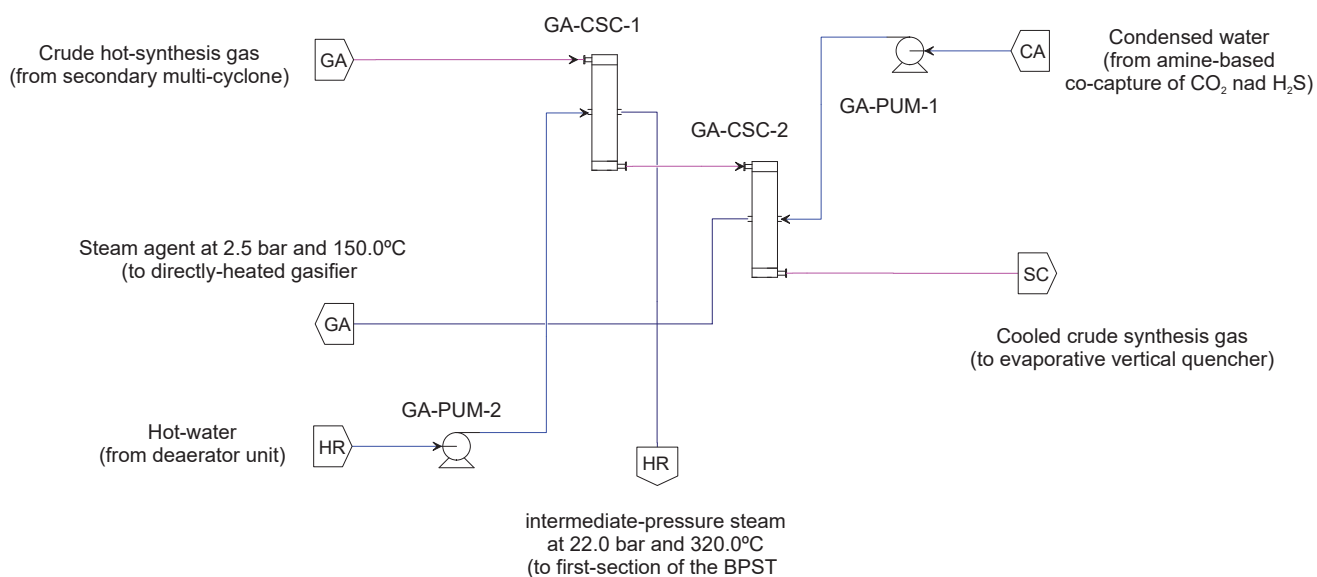 GA-CSC-1
Crude hot-synthesis gas
(from secondary multi-cyclone)
GA
CA
Condensed water
(from amine-based
co-capture of CO₂ nad H₂S)
GA-PUM-1
GA-CSC-2
Steam agent at 2.5 bar and 150.0ºC
(to directly-heated gasifier
GA
SC
Cooled crude synthesis gas
(to evaporative vertical quencher)
GA-PUM-2
Hot-water
(from deaerator unit)
HR
HR
intermediate-pressure steam
at 22.0 bar and 320.0ºC
(to first-section of the BPST